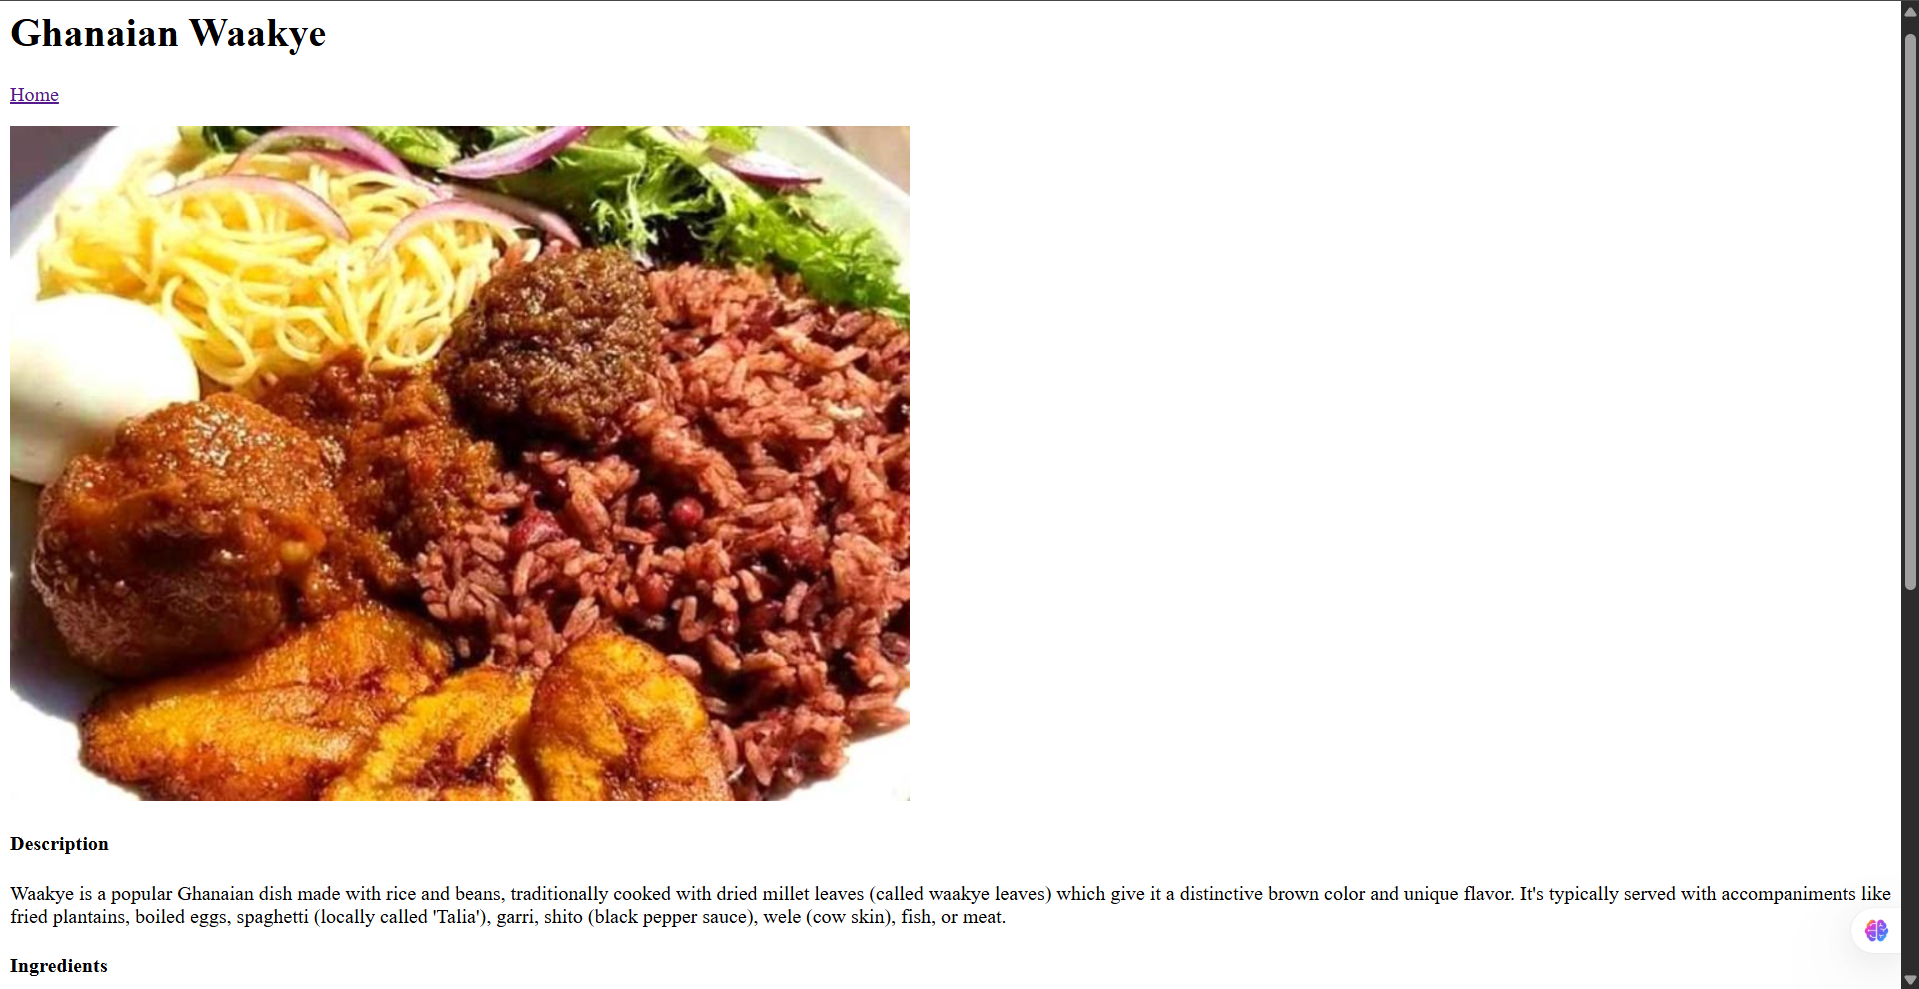 Ghanaian Waakye
Home
Description
Waakye is a popular Ghanaian dish made with rice and beans, traditionally cooked with dried millet leaves (called waakye leaves) which give it a distinctive brown color and unique flavor. It's typically served with accompaniments like
fried plantains, boiled eggs, spaghetti (locally called 'Talia'), garri, shito (black pepper sauce), wele (cow skin), fish, or meat.
Ingredients